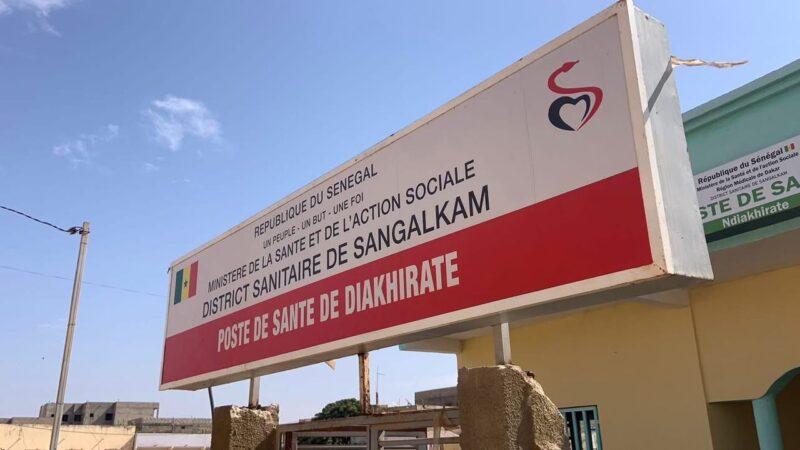 REPUBLIQUE DU SENEGAL
UN PEUPLE - UN BUT - UNE FOI
MINISTERE DE LA SANTE ET DE L'ACTION SOCIALE
DISTRICT SANITAIRE DE SANGALKAM
POSTE DE SANTE DE DIAKHIRATE
République du Sénégal
Ministère de la Santé et de l'action Sociale
Région Médicale de Dakar
DISTRICT SANITAIRE DE SANGALKAM
STE DE SA
Ndiakhirate